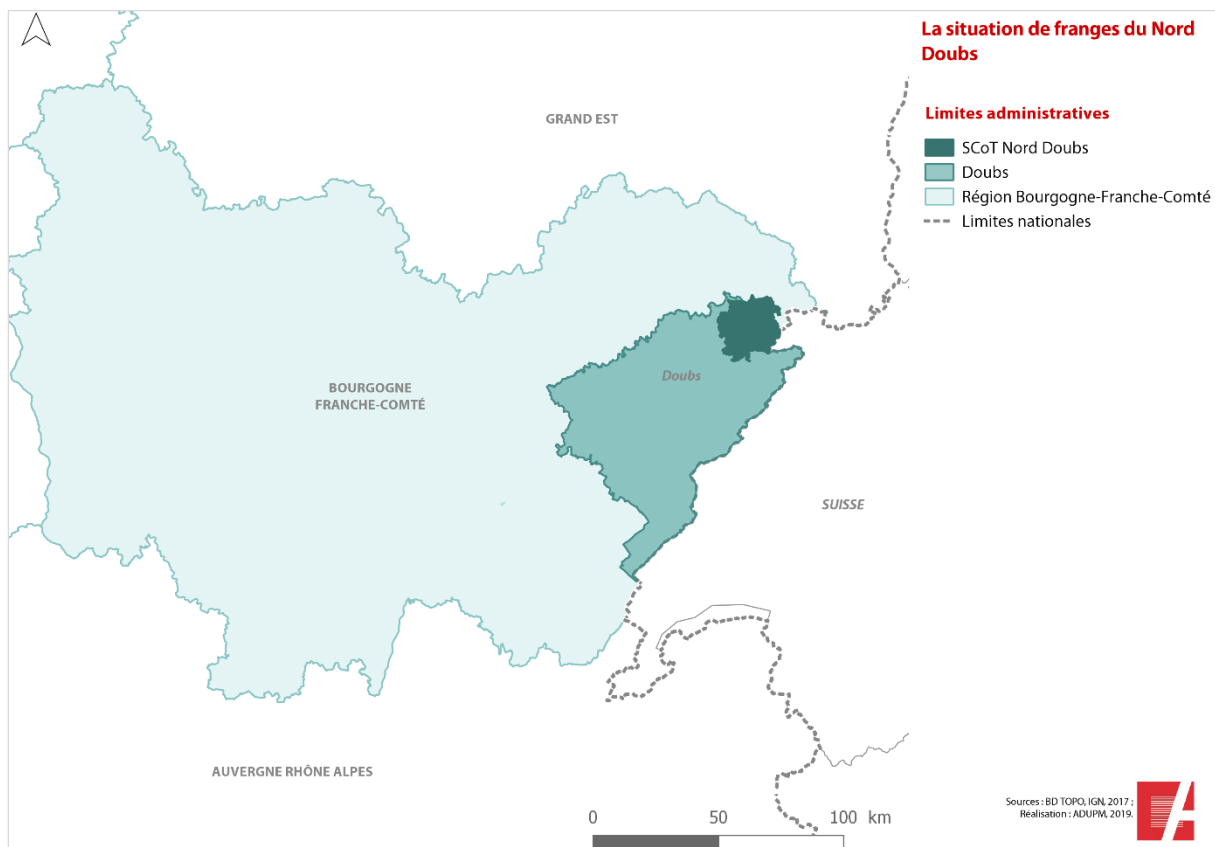 La situation de franges du Nord
Doubs
Limites administratives
SCoT Nord Doubs
Doubs
Région Bourgogne-Franche-Comté
Limites nationales
GRAND EST
BOURGOGNE
FRANCHE-COMTÉ
Doubs
SUISSE
AUVERGNE RHÔNE ALPES
0 50 100 km
Sources : BD TOPO, IGN, 2017 ;
Réalisation : ADUPM, 2019.